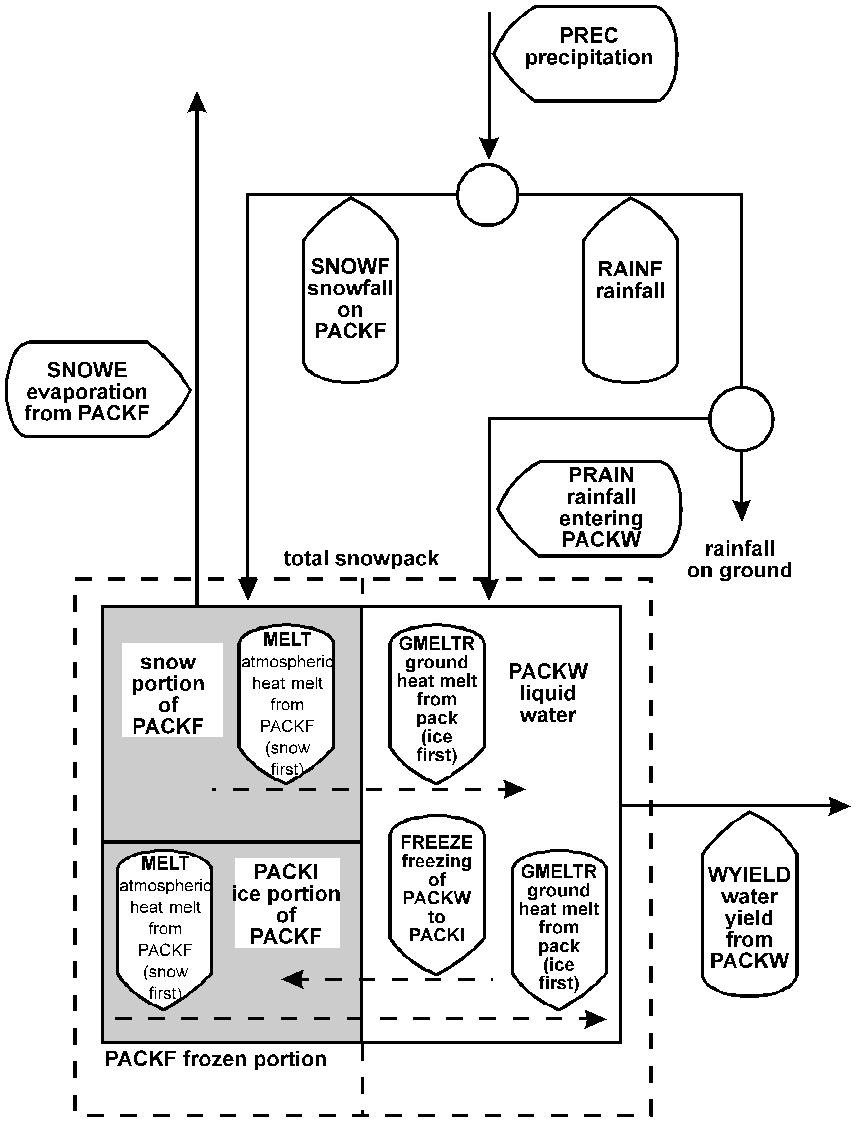 PREC
precipitation
SNOWF
snowfall
on
PACKF
RAINF
rainfall
SNOWE
evaporation
from PACKF
PRAIN
rainfall
entering
PACKW
rainfall
on ground
total snowpack
snow
portion
of
PACKF
MELT
atmospheric
heat melt
from
PACKF
(snow
first)
GMELTR
ground
heat melt
from
pack
(ice
first)
PACKW
liquid
water
MELT
atmospheric
heat melt
from
PACKF
(snow
first)
PACKI
ice portion
of
PACKF
FREEZE
freezing
of
PACKW
to
PACKI
GMELTR
ground
heat melt
from
pack
(ice
first)
WYIELD
water
yield
from
PACKW
PACKF frozen portion